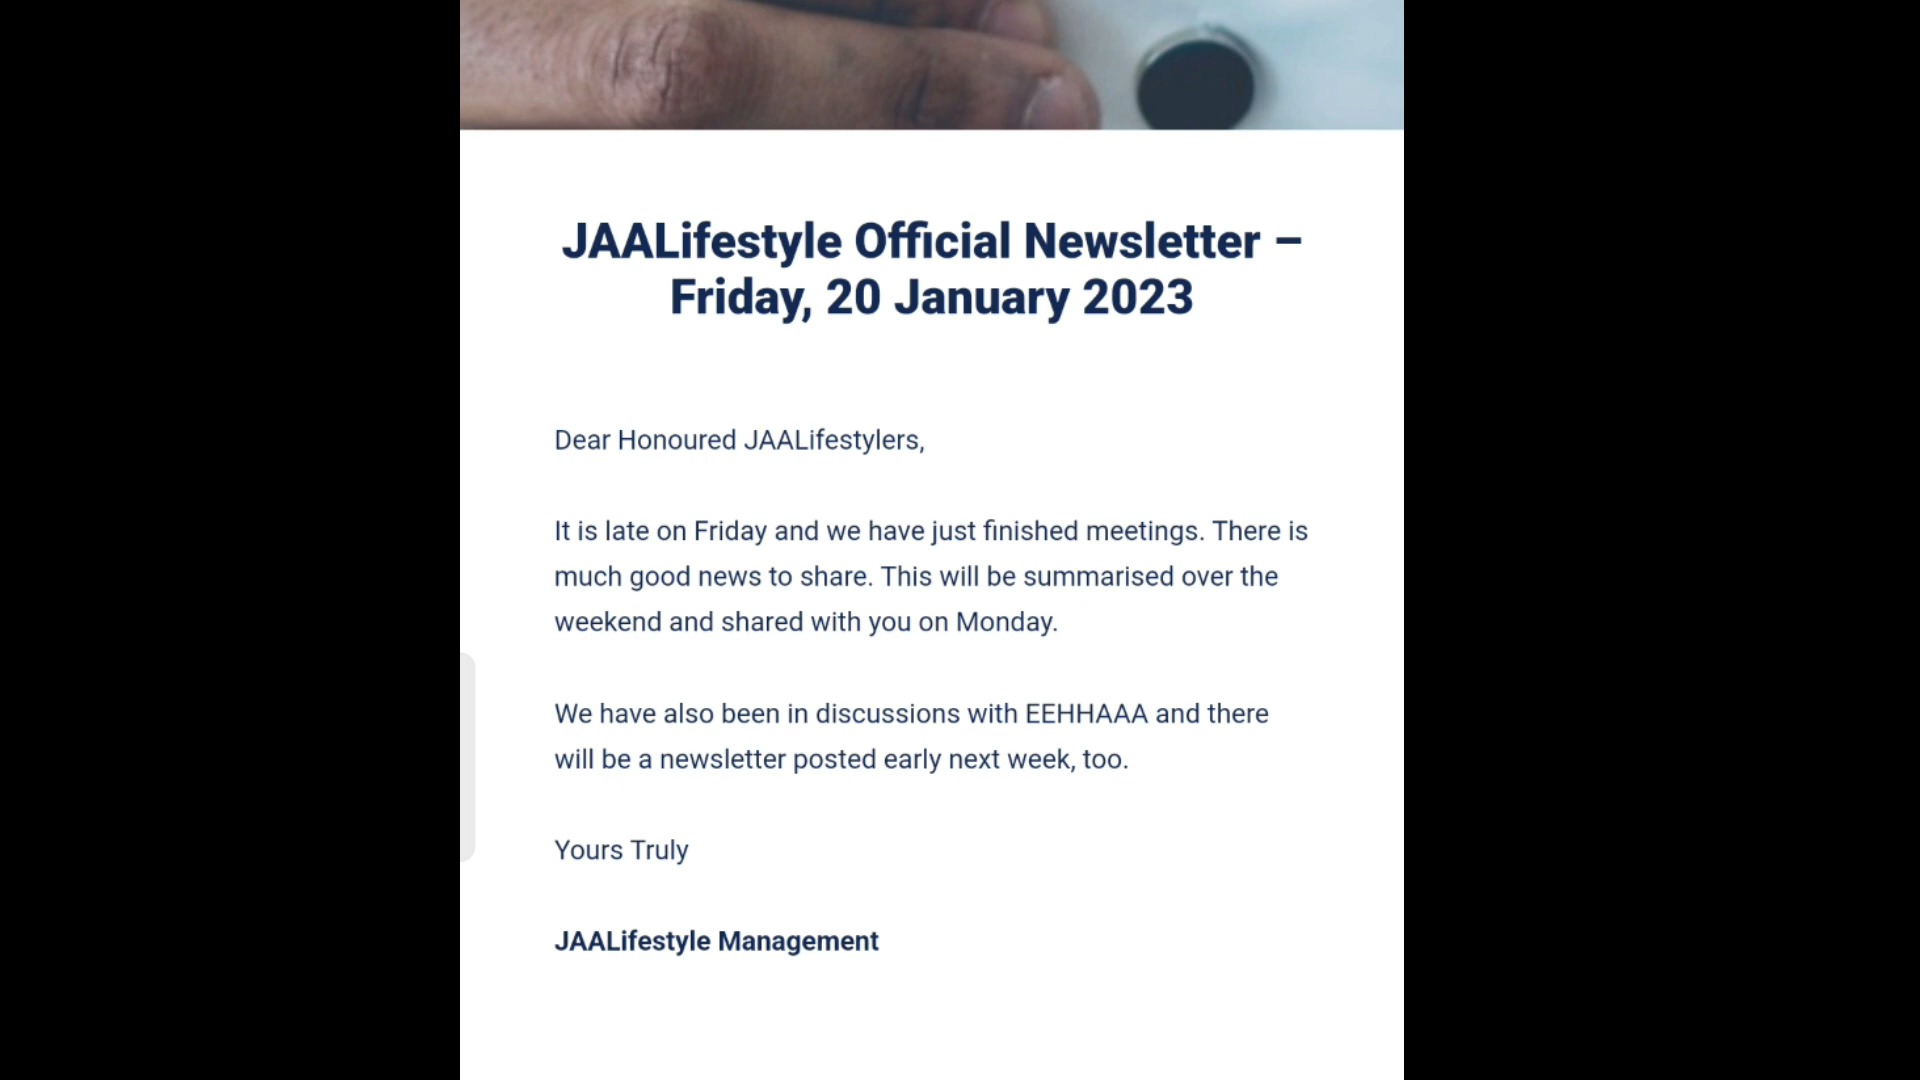 JAALifestyle Official Newsletter –
Friday, 20 January 2023
Dear Honoured JAALifestylers,
It is late on Friday and we have just finished meetings. There is
much good news to share. This will be summarised over the
weekend and shared with you on Monday.
We have also been in discussions with EEHHAAA and there
will be a newsletter posted early next week, too.
Yours Truly
JAALifestyle Management